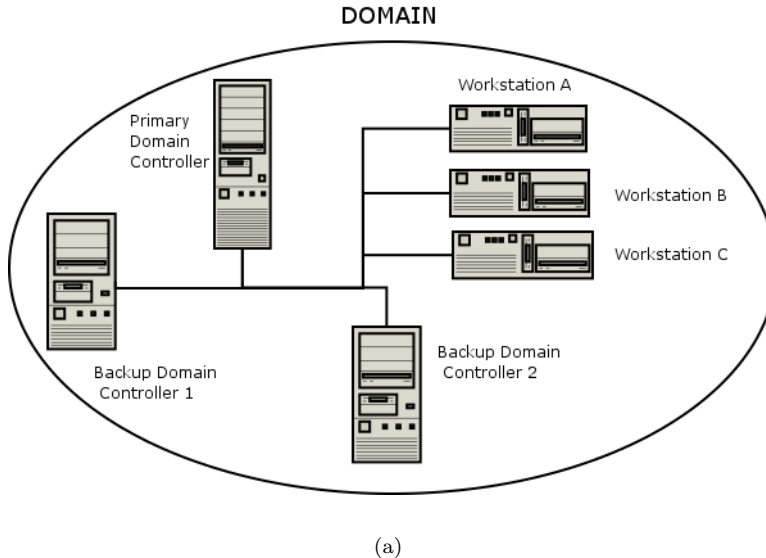 DOMAIN
Workstation A
Primary
Domain
Controller
Workstation B
Workstation C
Backup Domain
Controller 1
Backup Domain
Controller 2
(a)